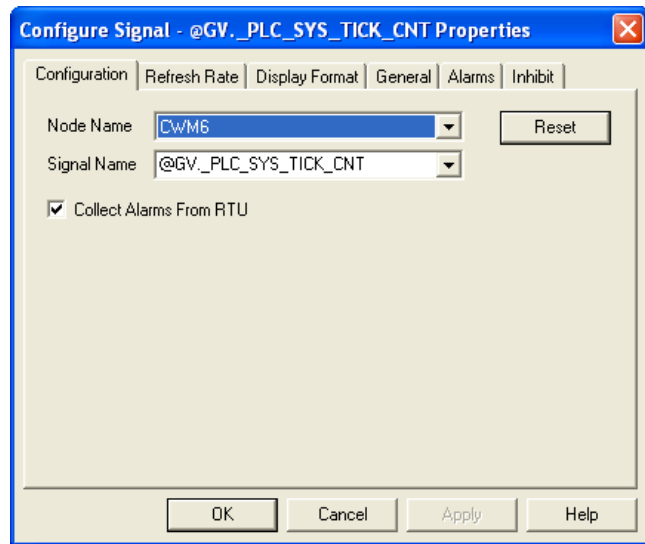 Configure Signal - @GV._PLC_SYS_TICK_CNT Properties
Configuration Refresh Rate Display Format General Alarms Inhibit
Node Name CWM6 Reset
Signal Name @GV._PLC_SYS_TICK_CNT
Collect Alarms From RTU
OK Cancel Apply Help